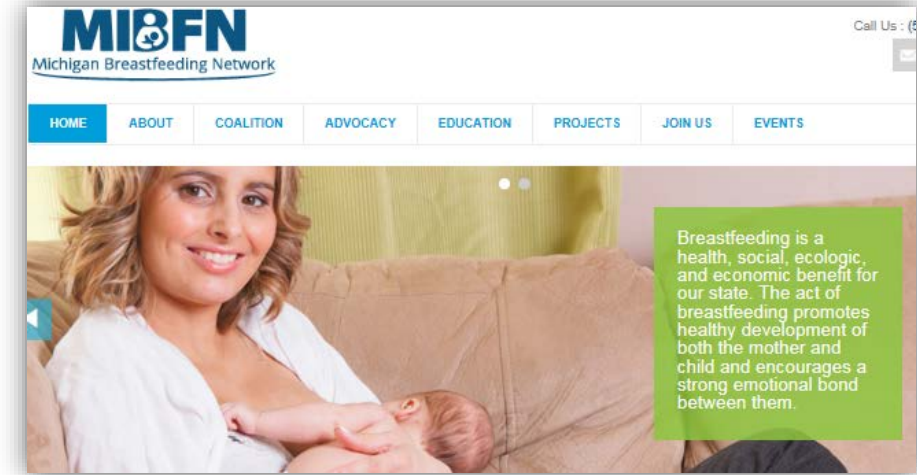 MIBFN
Michigan Breastfeeding Network
Call Us : (
HOME ABOUT COALITION ADVOCACY EDUCATION PROJECTS JOIN US EVENTS
Breastfeeding is a
health, social, ecologic,
and economic benefit for
our state. The act of
breastfeeding promotes
healthy development of
both the mother and
child and encourages a
strong emotional bond
between them.